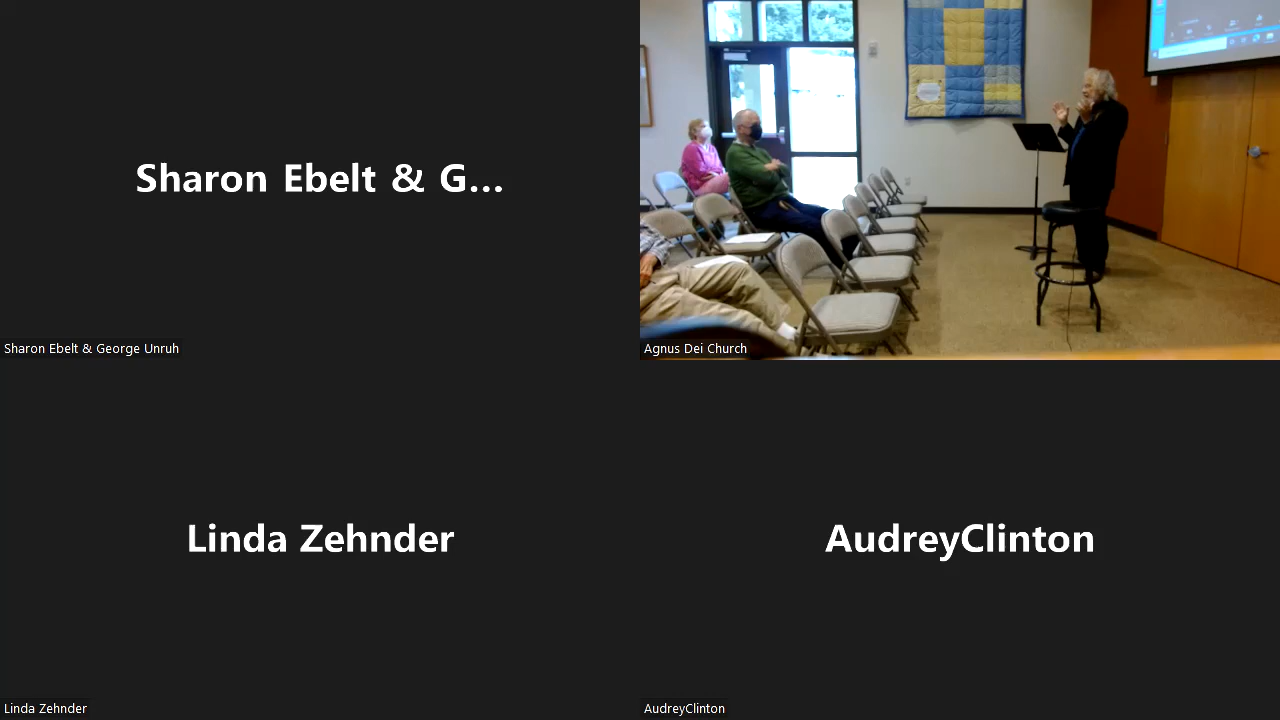 Sharon Ebelt & G...
Sharon Ebelt & George Unruh
Agnus Dei Church
Linda Zehnder
Linda Zehnder
AudreyClinton
AudreyClinton